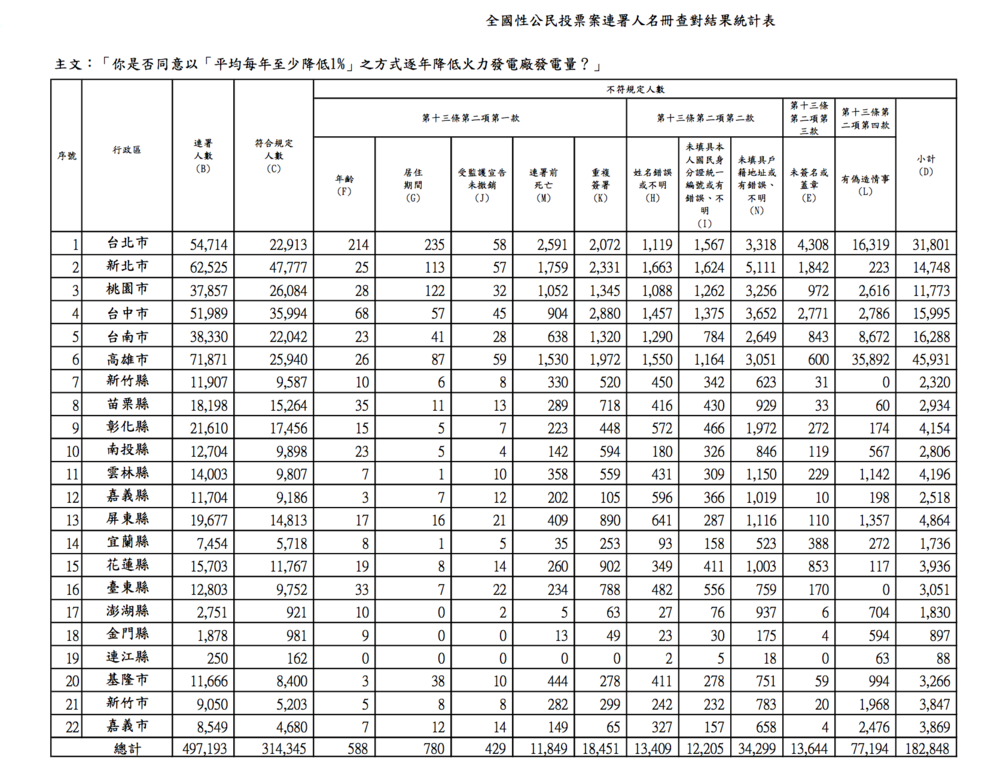 全國性公民投票案連署人名冊查對結果統計表
主文：「你是否同意以「平均每年至少降低1%」之方式逐年降低火力發電廠發電量？」
序號 行政區 連署人數(B) 符合規定人數(C) 不符規定人數
第十三條第二項第一款 第十三條第二項第二款 第十三條第二項第三款 第十三條第二項第四款 小計(D)
年齡(F) 居住期間(G) 受監護宣告未撤銷(J) 連署前死亡(M) 重複簽署(K) 姓名錯誤或不明(H) 未填具本人國民身分證統一編號或有錯誤、不明(I) 未填具戶籍地址或有錯誤、不明(N) 未簽名或蓋章(E) 有偽造情事(L)
1 台北市 54,714 22,913 214 235 58 2,591 2,072 1,119 1,567 3,318 4,308 16,319 31,801
2 新北市 62,525 47,777 25 113 57 1,759 2,331 1,663 1,624 5,111 1,842 223 14,748
3 桃園市 37,857 26,084 28 122 32 1,052 1,345 1,088 1,262 3,256 972 2,616 11,773
4 台中市 51,989 35,994 68 57 45 904 2,880 1,457 1,375 3,652 2,771 2,786 15,995
5 台南市 38,330 22,042 23 41 28 638 1,320 1,290 784 2,649 843 8,672 16,288
6 高雄市 71,871 25,940 26 87 59 1,530 1,972 1,550 1,164 3,051 600 35,892 45,931
7 新竹縣 11,907 9,587 10 6 8 330 520 450 342 623 31 0 2,320
8 苗栗縣 18,198 15,264 35 11 13 289 718 416 430 929 33 60 2,934
9 彰化縣 21,610 17,456 15 5 7 223 448 572 466 1,972 272 174 4,154
10 南投縣 12,704 9,898 23 5 4 142 594 180 326 846 119 567 2,806
11 雲林縣 14,003 9,807 7 1 10 358 559 431 309 1,150 229 1,142 4,196
12 嘉義縣 11,704 9,186 3 7 12 202 105 596 366 1,019 10 198 2,518
13 屏東縣 19,677 14,813 17 16 21 409 890 641 287 1,116 110 1,357 4,864
14 宜蘭縣 7,454 5,718 8 1 5 35 253 93 158 523 388 272 1,736
15 花蓮縣 15,703 11,767 19 8 14 260 902 349 411 1,003 853 117 3,936
16 臺東縣 12,803 9,752 33 7 22 234 788 482 556 759 170 0 3,051
17 澎湖縣 2,751 921 10 0 2 5 63 27 76 937 6 704 1,830
18 金門縣 1,878 981 9 0 0 13 49 23 30 175 4 594 897
19 連江縣 250 162 0 0 0 0 0 2 5 18 0 63 88
20 基隆市 11,666 8,400 3 38 10 444 278 411 278 751 59 994 3,266
21 新竹市 9,050 5,203 5 8 8 282 299 242 232 783 20 1,968 3,847
22 嘉義市 8,549 4,680 7 12 14 149 65 327 157 658 4 2,476 3,869
總計 497,193 314,345 588 780 429 11,849 18,451 13,409 12,205 34,299 13,644 77,194 182,848